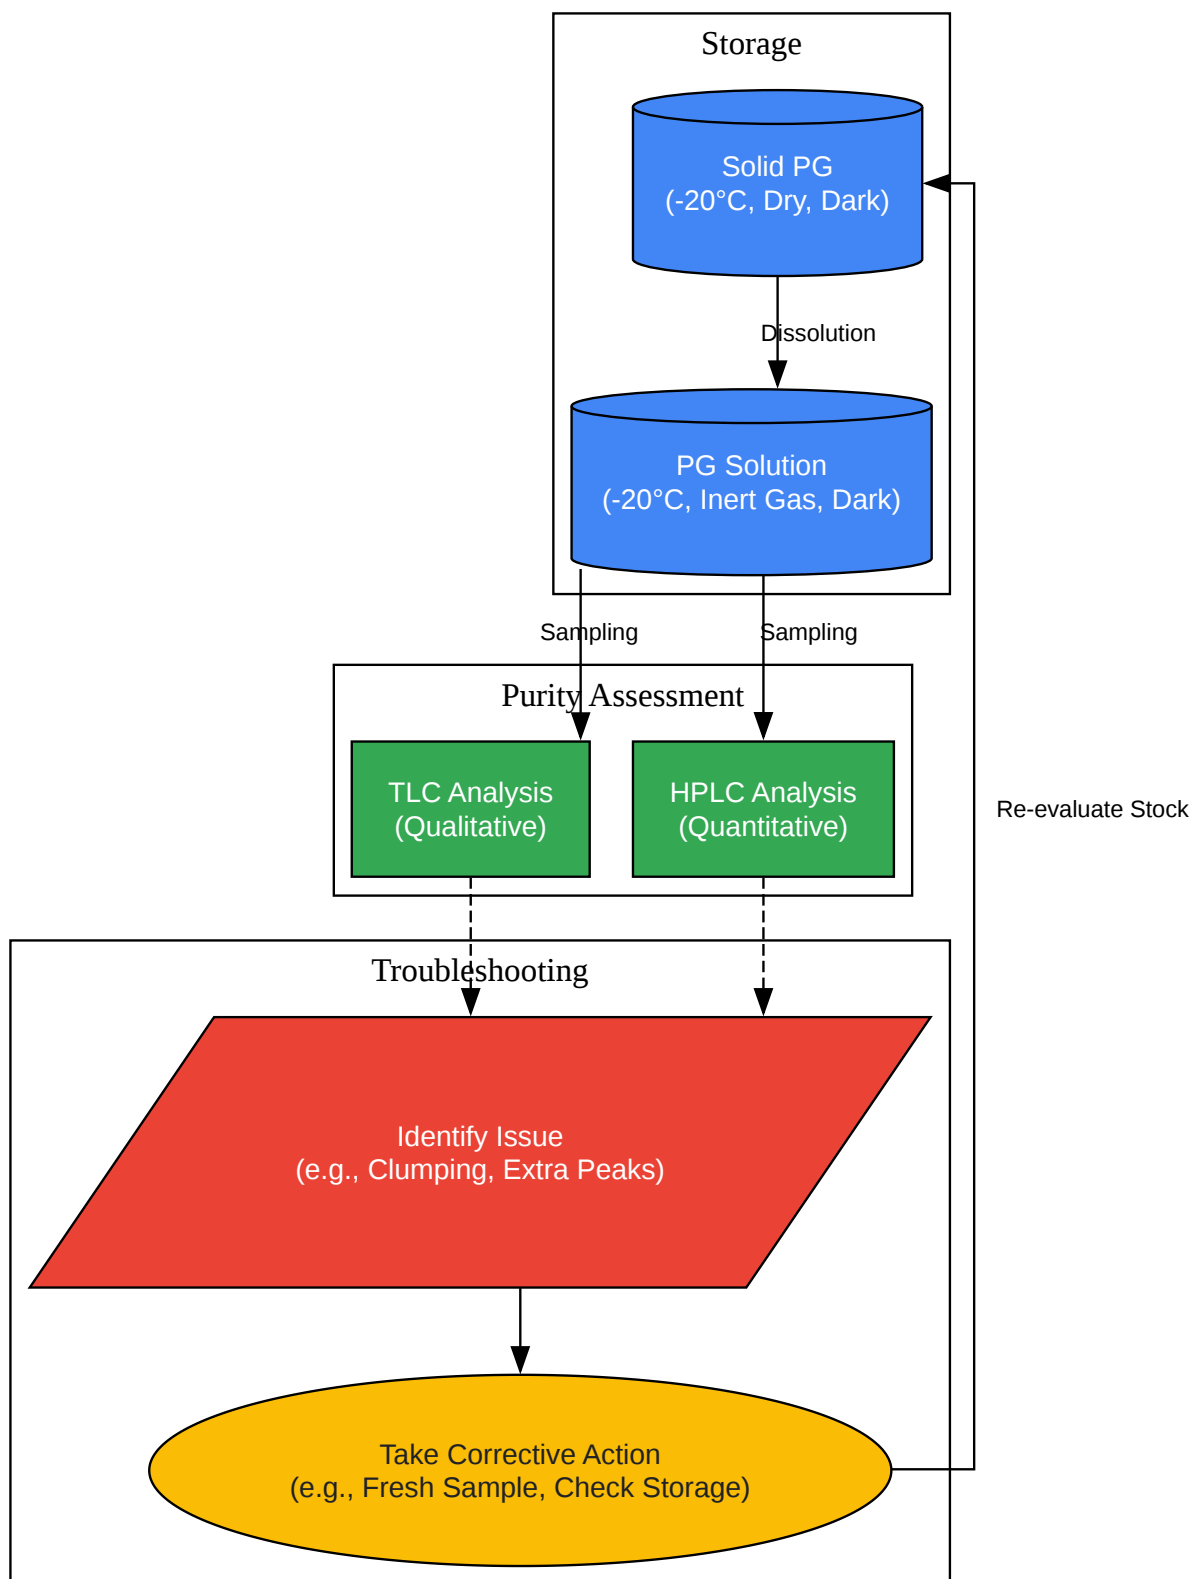 Storage
Solid PG
(-20°C, Dry, Dark)
Dissolution
PG Solution
(-20°C, Inert Gas, Dark)
Sampling
Sampling
Purity Assessment
TLC Analysis
(Qualitative)
HPLC Analysis
(Quantitative)
Re-evaluate Stock
Troubleshooting
Identify Issue
(e.g., Clumping, Extra Peaks)
Take Corrective Action
(e.g., Fresh Sample, Check Storage)